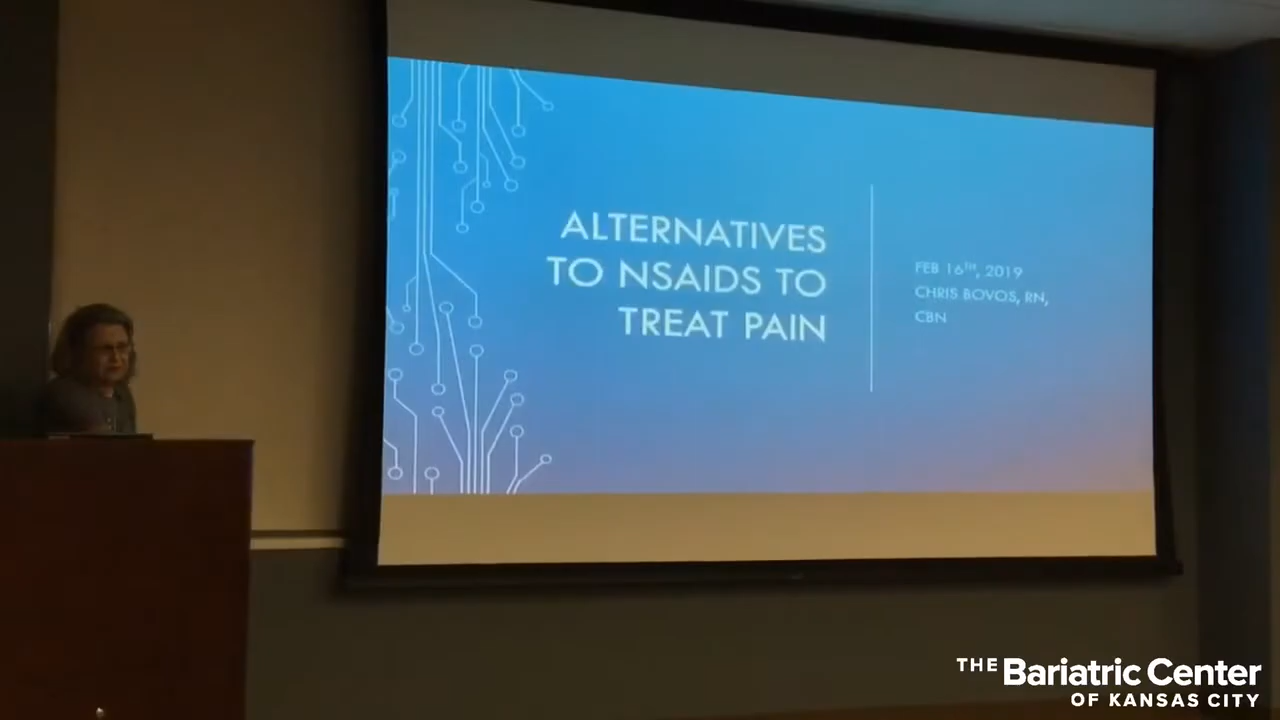 ALTERNATIVES
TO NSAIDS TO
TREAT PAIN
FEB 16TH, 2019
CHRIS BOVOS, RN,
CBN
THE Bariatric Center
OF KANSAS CITY